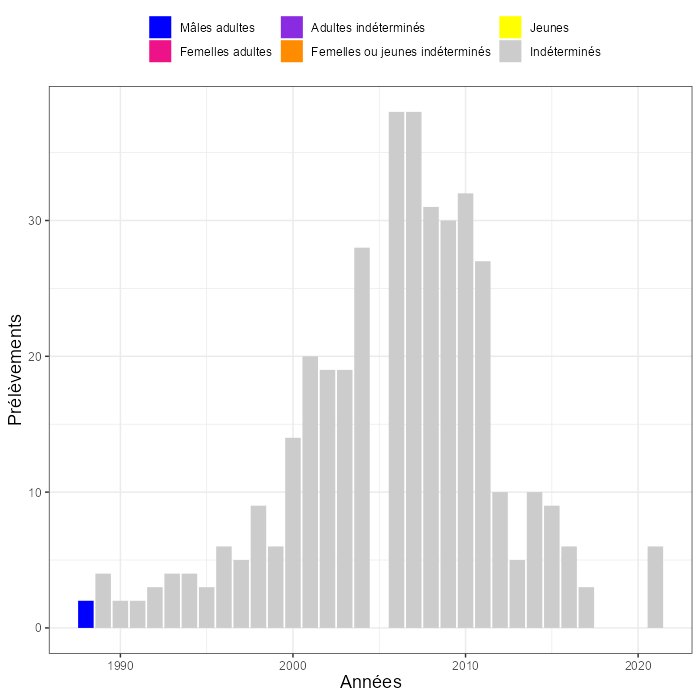 Mâles adultes Adultes indéterminés Jeunes
Femelles adultes Femelles ou jeunes indéterminés Indéterminés
30
20
10
0
Prélèvements
1990 2000 2010 2020
Années